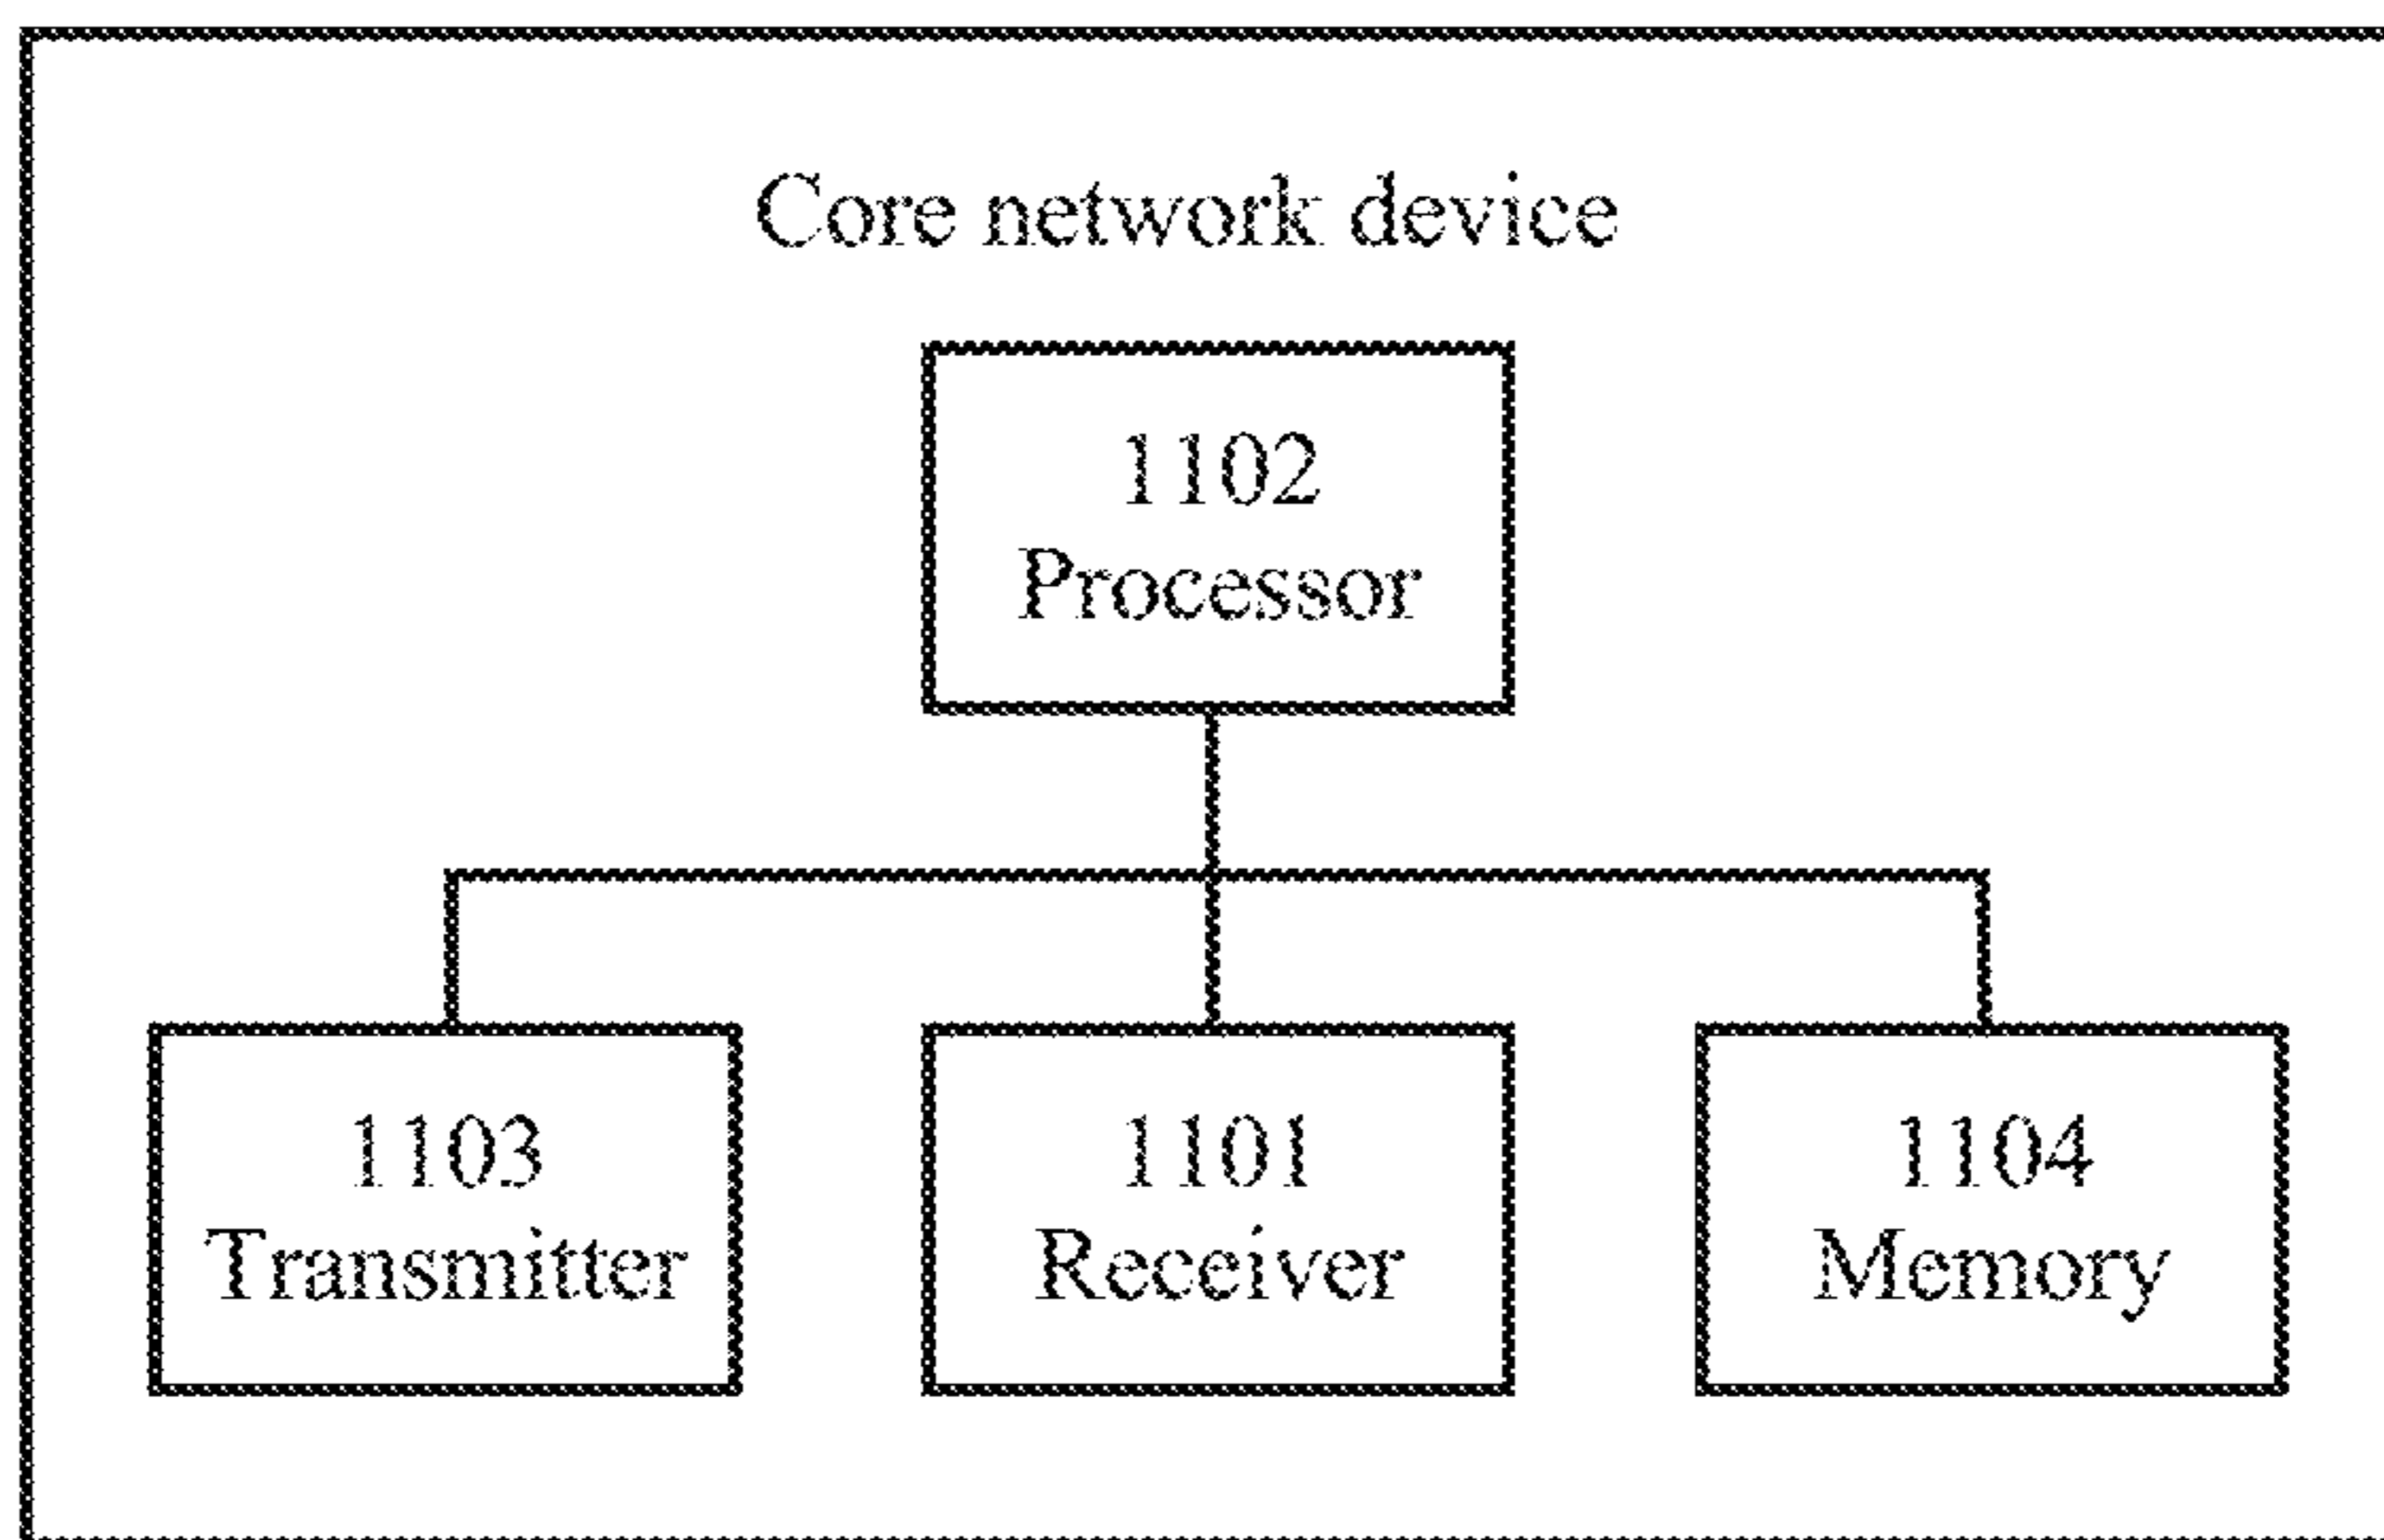 Core network device
1102
Processor
1103
Transmitter
1101
Receiver
1104
Memory